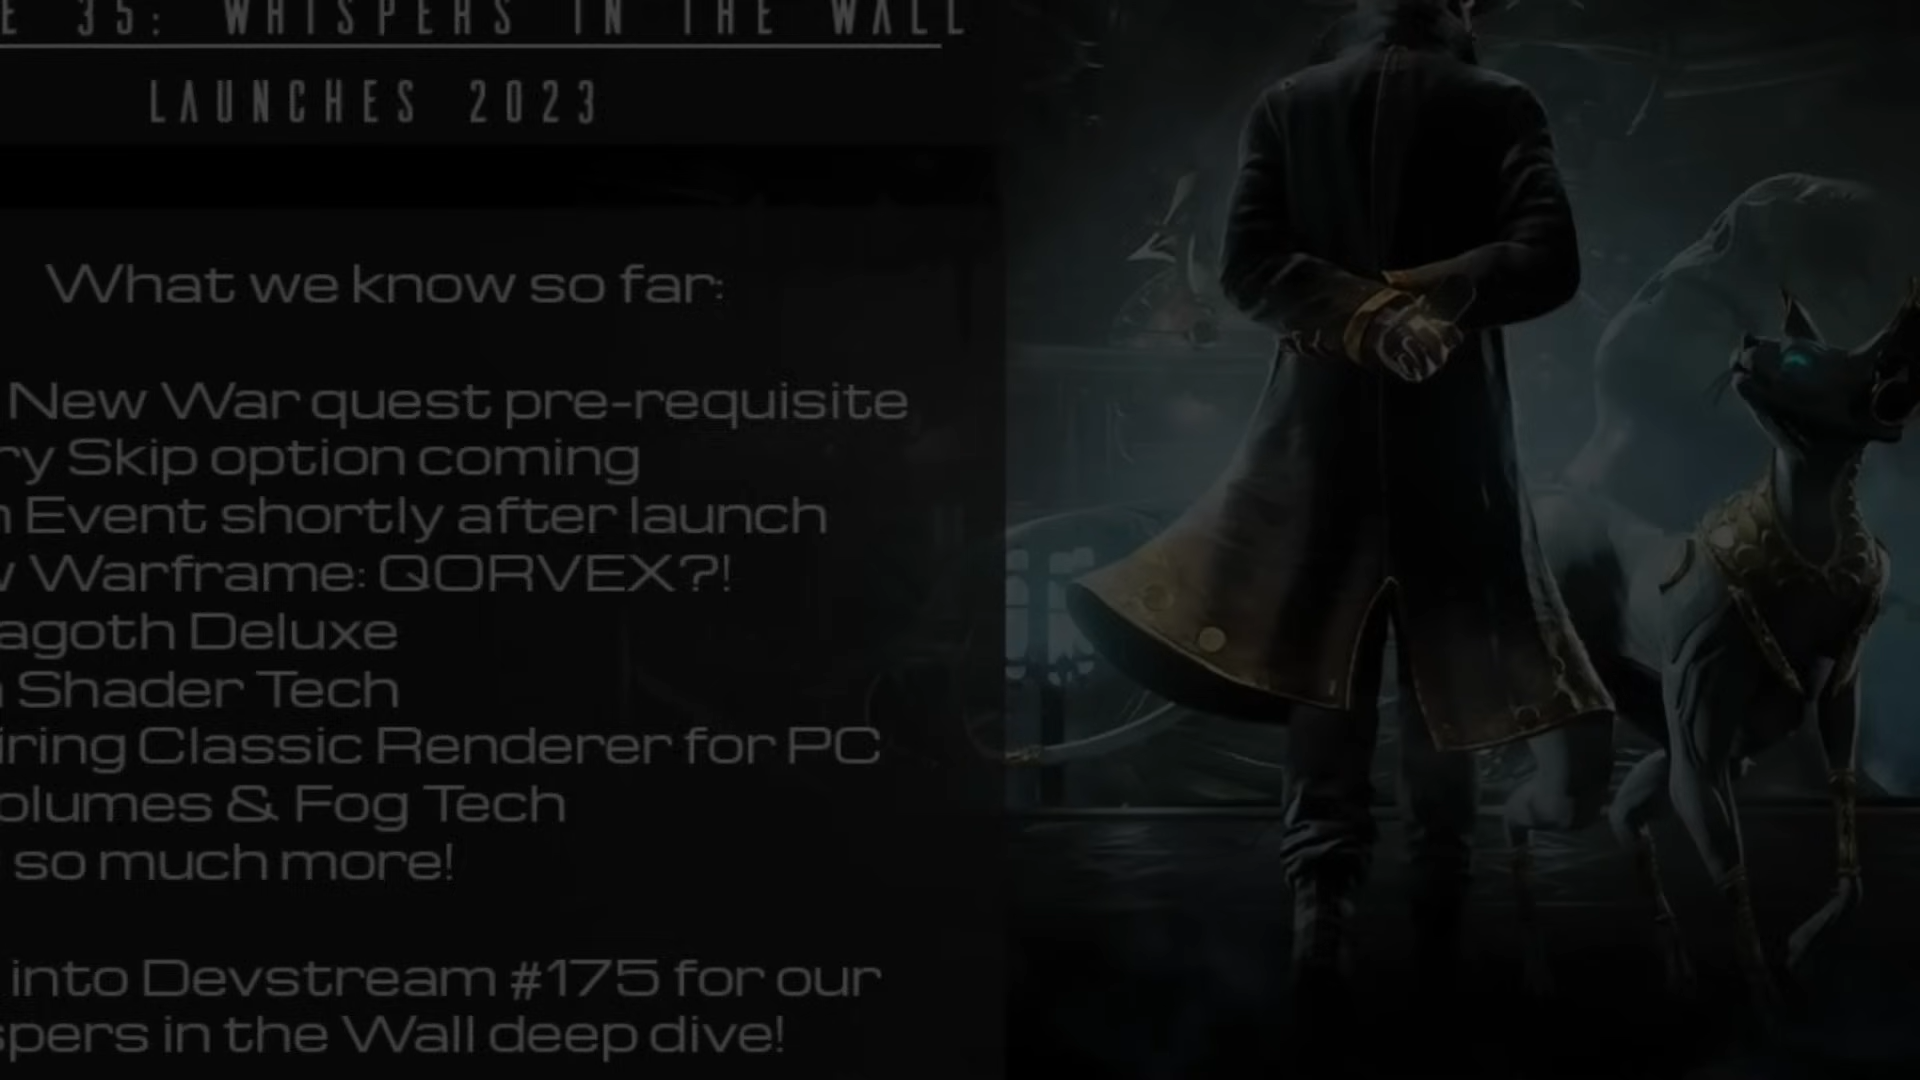 E 35: WHISPERS IN THE WALL
LAUNCHES 2023
What we know so far:
New War quest pre-requisite
ry Skip option coming
n Event shortly after launch
w Warframe: QORVEX?!
agoth Deluxe
n Shader Tech
iring Classic Renderer for PC
olumes & Fog Tech
so much more!
into Devstream #175 for our
spers in the Wall deep dive!